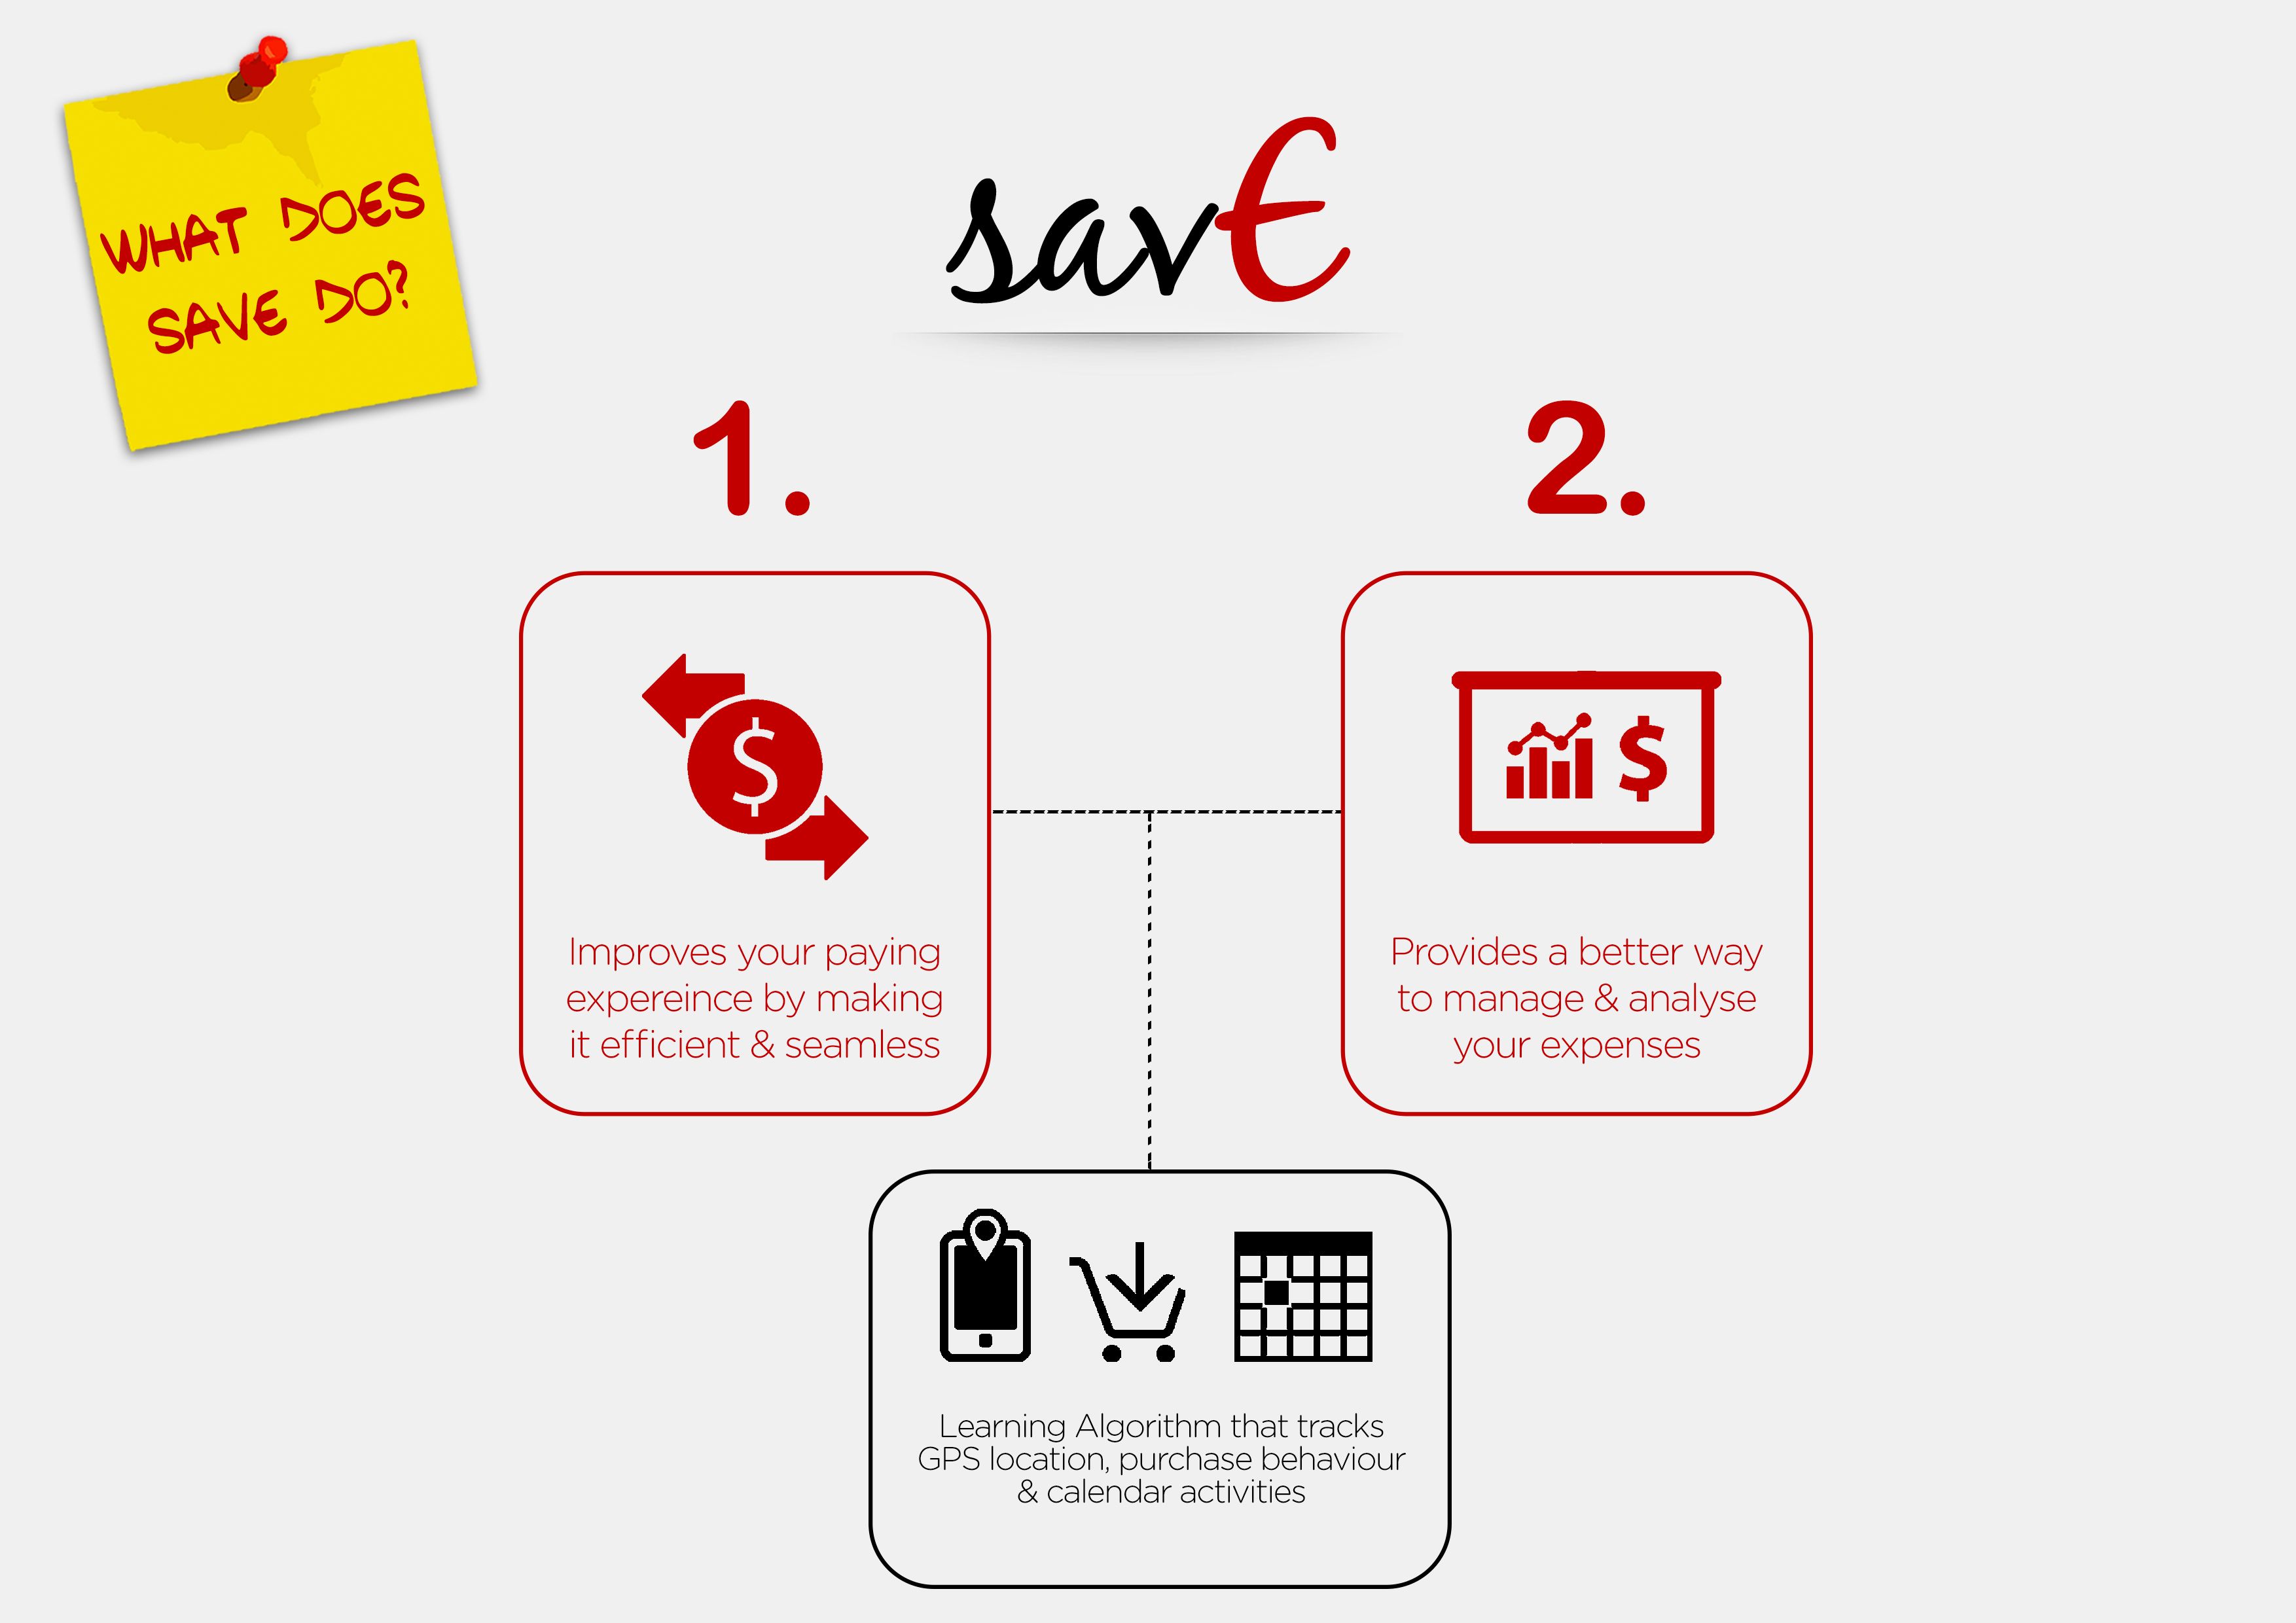 WHAT DOES
SAVE DO?
sav€
1.
2.
Improves your paying
expereince by making
it efficient & seamless
$
Provides a better way
to manage & analyse
your expenses
$
Learning Algorithm that tracks
GPS location, purchase behaviour
& calendar activities